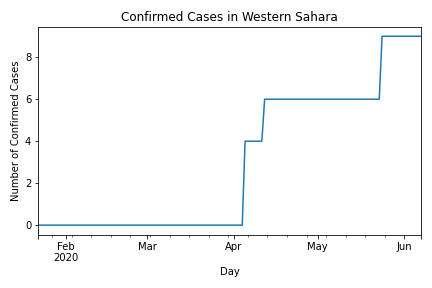 Confirmed Cases in Western Sahara
Number of Confirmed Cases
8
6
4
2
0
Feb Mar Apr May Jun
2020
Day